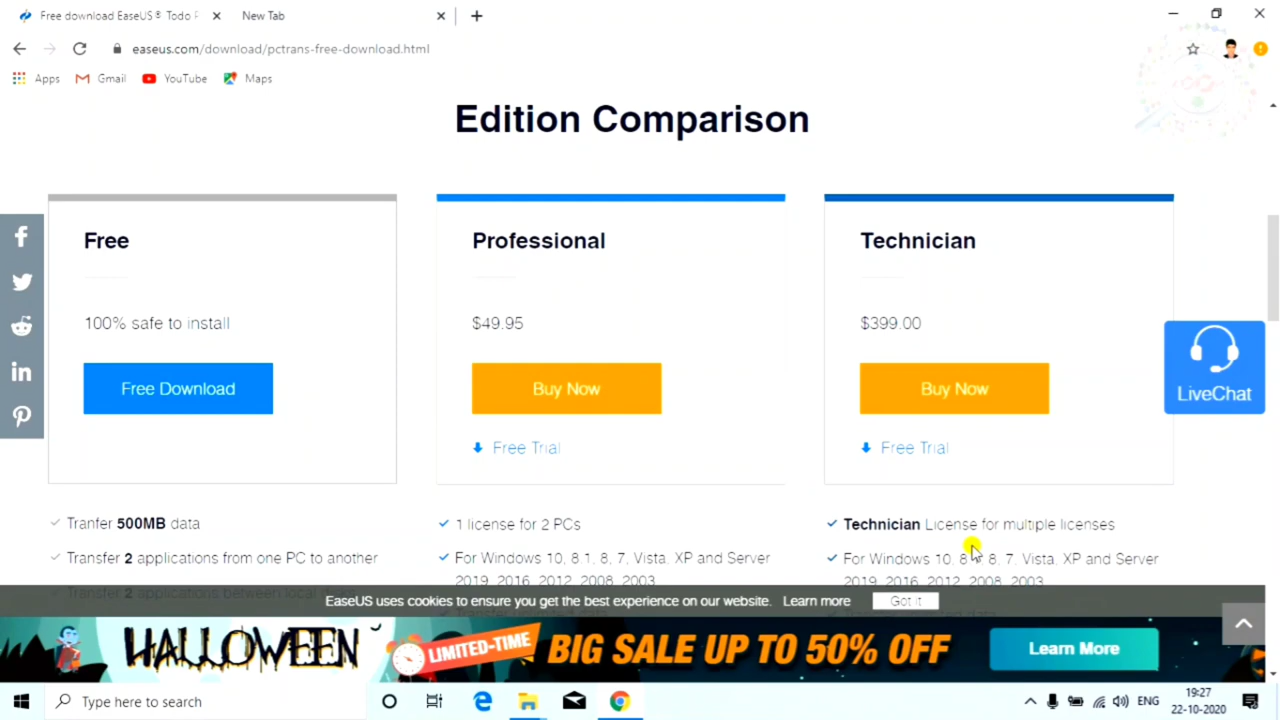 Free download EaseUS® Todo P
New Tab
easeus.com/download/pctrans-free-download.html
Apps
Gmail
YouTube
Maps
Edition Comparison
Free
Professional
Technician
100% safe to install
$49.95
$399.00
Free Download
Buy Now
Buy Now
LiveChat
Free Trial
Free Trial
Tranfer 500MB data
1 license for 2 PCs
Technician License for multiple licenses
Transfer 2 applications from one PC to another
For Windows 10, 8.1, 8, 7, Vista, XP and Server
2019, 2016, 2012, 2008, 2003
For Windows 10, 8 8, 7, Vista, XP and Server
2019, 2016, 2012, 2008, 2003
Transfer 2 applications between local
EaseUS uses cookies to ensure you get the best experience on our website. Learn more
Got it
HALLOWEEN
LIMITED-TIME
BIG SALE UP TO 50% OFF
Learn More
Type here to search
ENG
19:27
22-10-2020